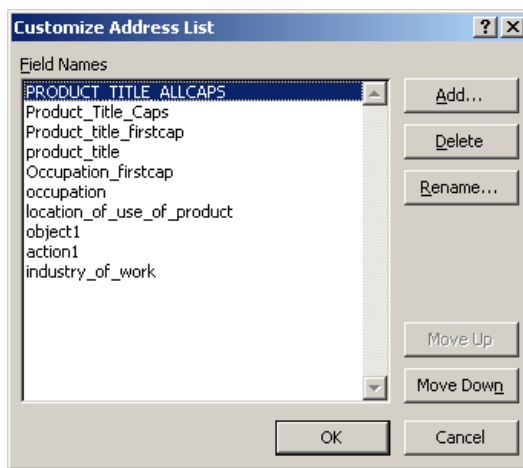 Customize Address List
Field Names
PRODUCT_TITLE_ALLCAPS
Product_Title_Caps
Product_title_firstcap
product_title
Occupation_firstcap
occupation
location_of_use_of_product
object1
action1
industry_of_work
Add...
Delete
Rename...
Move Up
Move Down
OK
Cancel